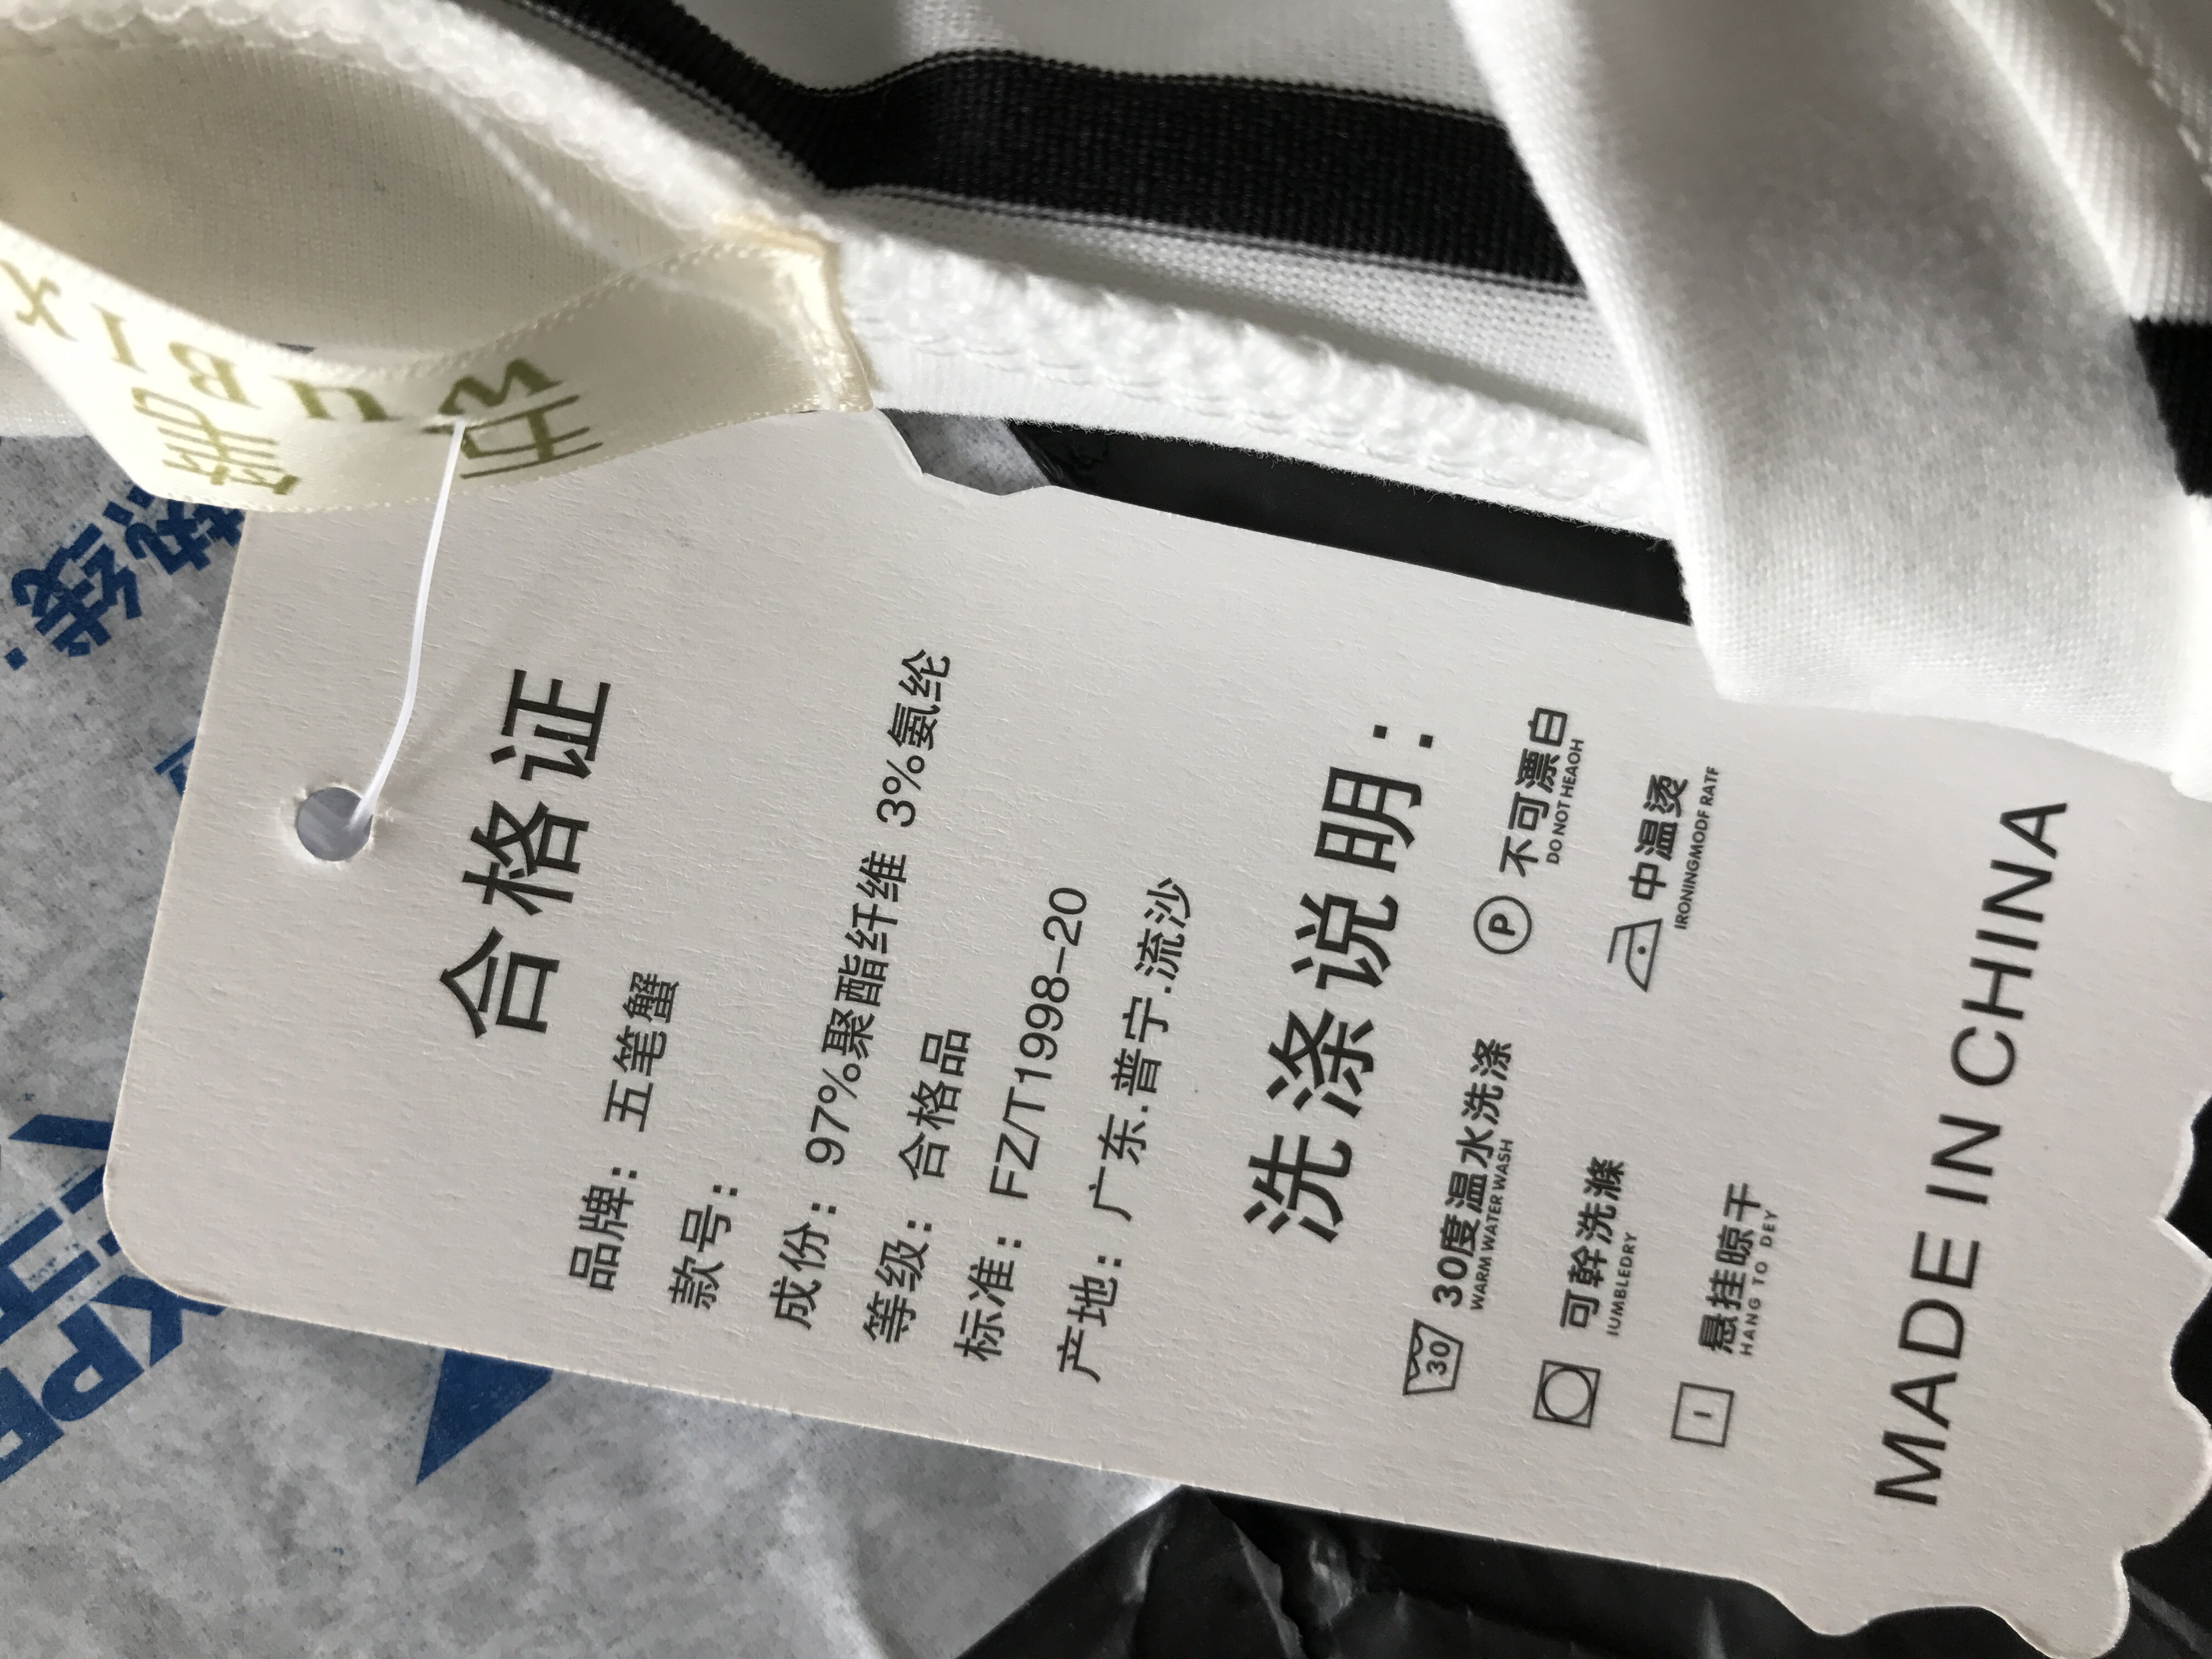 合格证
品牌：五笔蟹
款号：
成份：97%聚酯纤维 3%氨纶
等级：合格品
标准：FZ/T1998-20
产地：广东.普宁.流沙
洗涤说明：
30 30度温水洗涤
WARM WATER WASH
P 不可漂白
DO NOT HEAOH
可幹洗滌
IUMBLEDRY
中温烫
IRONINGMODF RATF
悬挂晾干
HANG TO DEY
MADE IN CHINA
五笔
WUBIX